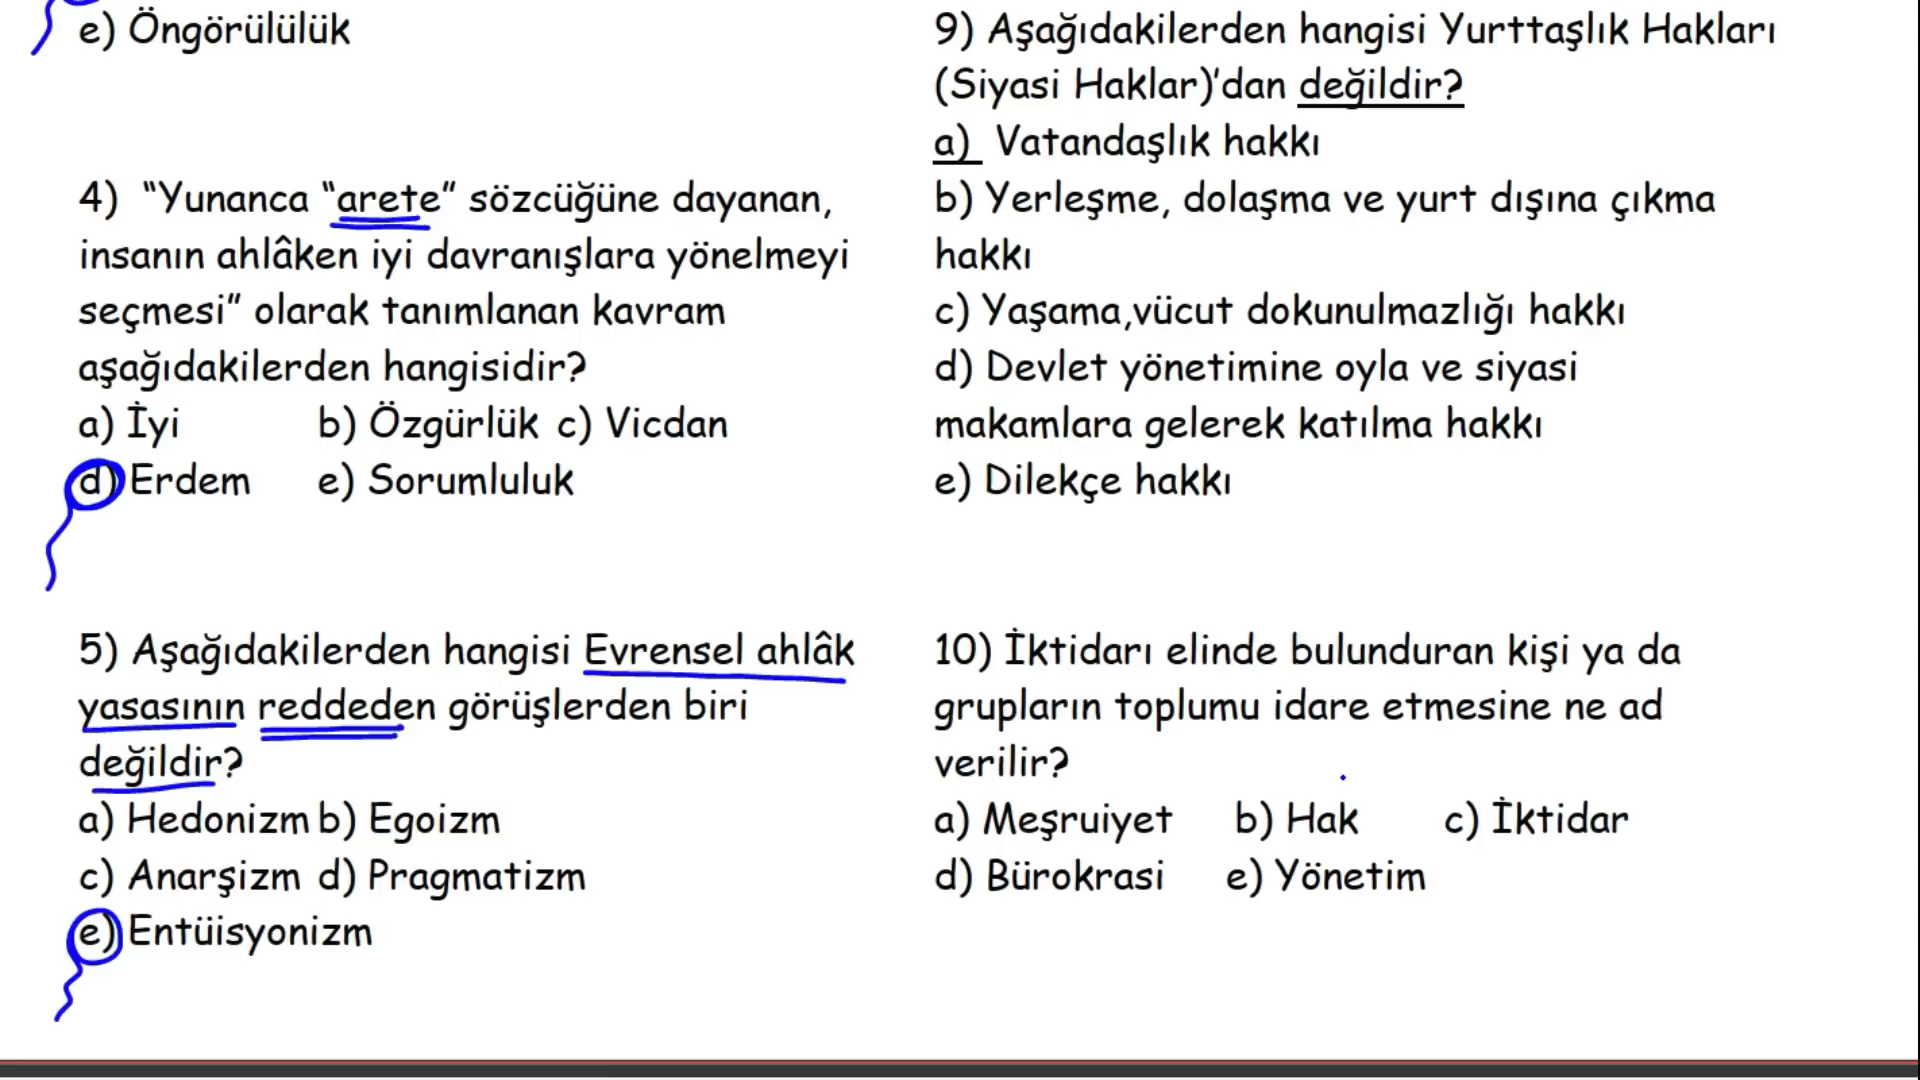 e) Öngörülülük
4) “Yunanca “arete” sözcüğüne dayanan,
insanın ahlâken iyi davranışlara yönelmeyi
seçmesi” olarak tanımlanan kavram
aşağıdakilerden hangisidir?
a) İyi b) Özgürlük c) Vicdan
d) Erdem e) Sorumluluk
5) Aşağıdakilerden hangisi Evrensel ahlâk
yasasının reddeden görüşlerden biri
değildir?
a) Hedonizm b) Egoizm
c) Anarşizm d) Pragmatizm
e) Entüisyonizm
9) Aşağıdakilerden hangisi Yurttaşlık Hakları
(Siyasi Haklar)’dan değildir?
a) Vatandaşlık hakkı
b) Yerleşme, dolaşma ve yurt dışına çıkma
hakkı
c) Yaşama,vücut dokunulmazlığı hakkı
d) Devlet yönetimine oyla ve siyasi
makamlara gelerek katılma hakkı
e) Dilekçe hakkı
10) İktidarı elinde bulunduran kişi ya da
grupların toplumu idare etmesine ne ad
verilir?
a) Meşruiyet b) Hak c) İktidar
d) Bürokrasi e) Yönetim